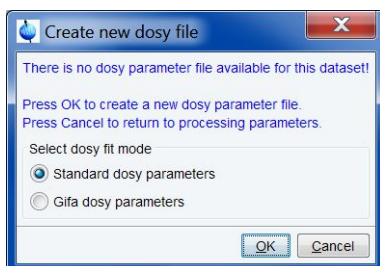 Create new dosy file
There is no dosy parameter file available for this dataset!
Press OK to create a new dosy parameter file.
Press Cancel to return to processing parameters.
Select dosy fit mode
Standard dosy parameters
Gifa dosy parameters
OK Cancel